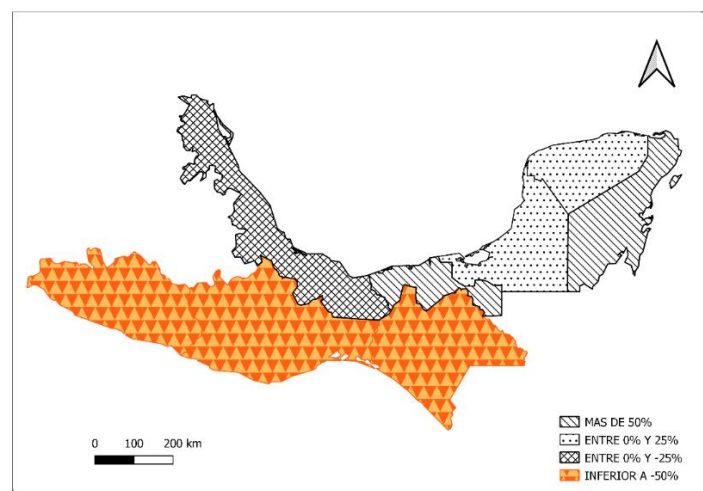 MAS DE 50%
ENTRE 0% Y 25%
ENTRE 0% Y -25%
INFERIOR A -50%
0 100 200 km